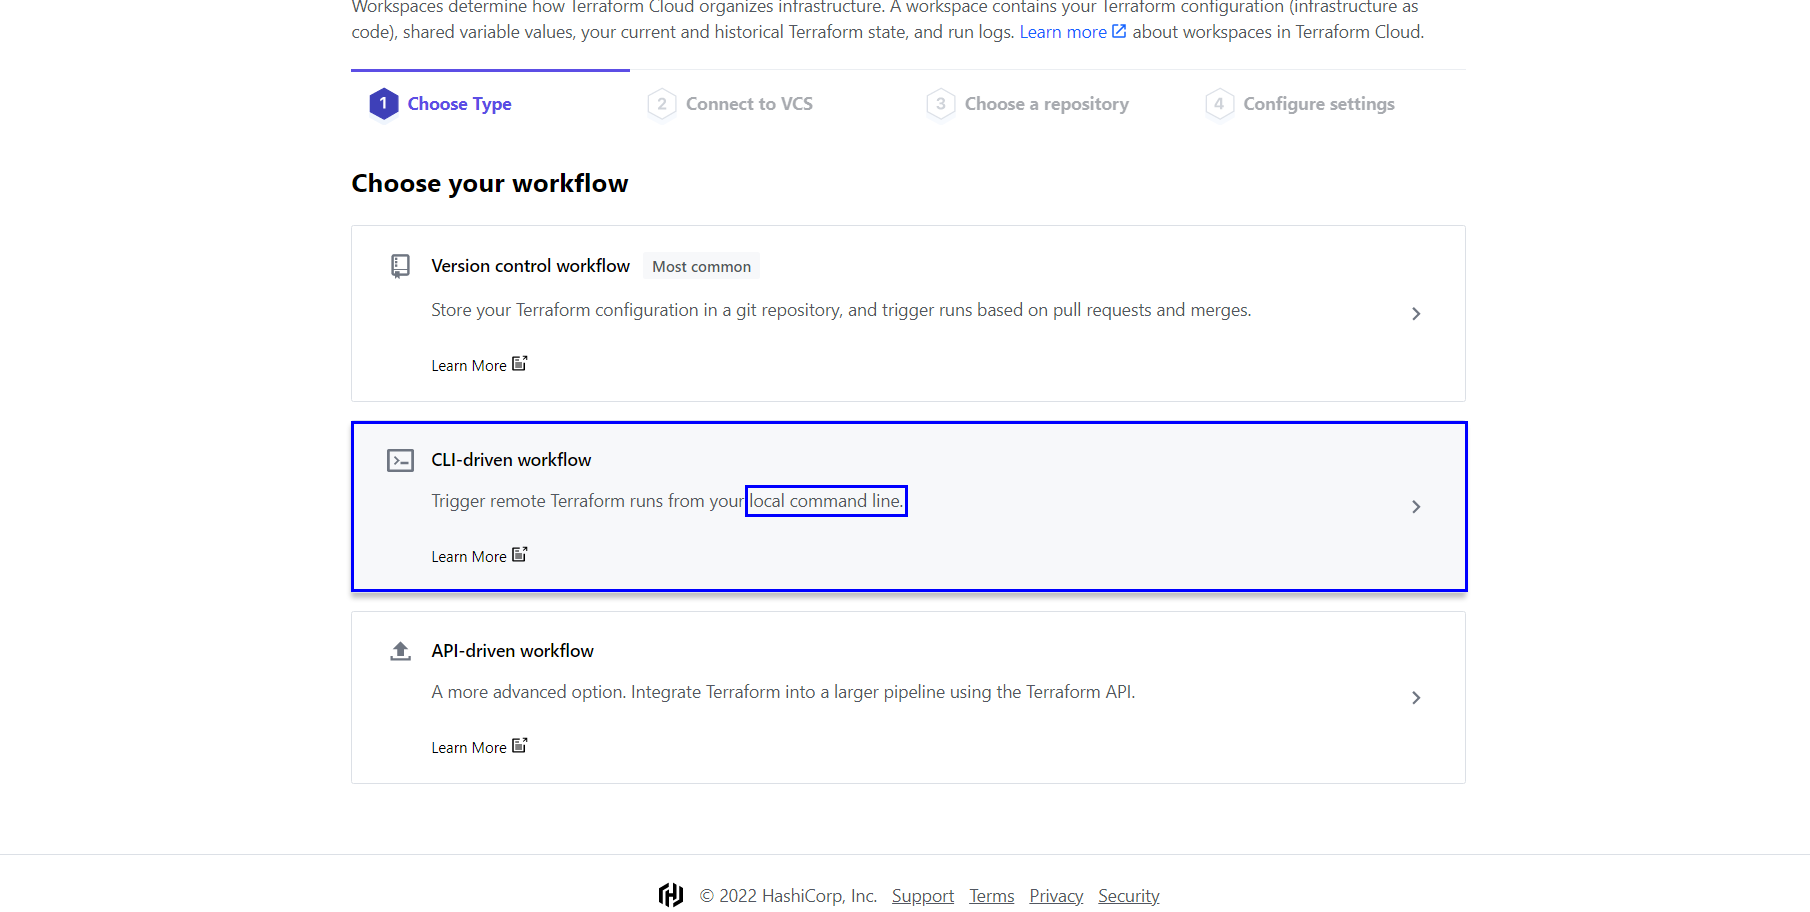 Workspaces determine how Terraform Cloud organizes infrastructure. A workspace contains your Terraform configuration (infrastructure as
code), shared variable values, your current and historical Terraform state, and run logs. Learn more about workspaces in Terraform Cloud.
1 Choose Type
2 Connect to VCS
3 Choose a repository
4 Configure settings
Choose your workflow
Version control workflow Most common
Store your Terraform configuration in a git repository, and trigger runs based on pull requests and merges.
Learn More
CLI-driven workflow
Trigger remote Terraform runs from your local command line.
Learn More
API-driven workflow
A more advanced option. Integrate Terraform into a larger pipeline using the Terraform API.
Learn More
© 2022 HashiCorp, Inc. Support Terms Privacy Security